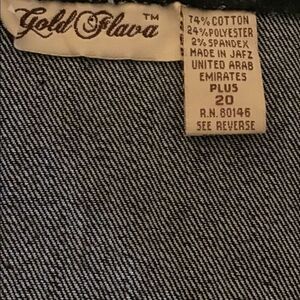 Gold Flava™
74% COTTON
24% POLYESTER
2% SPANDEX
MADE IN JAFZ
UNITED ARAB
EMIRATES
PLUS
20
R.N. 80146
SEE REVERSE